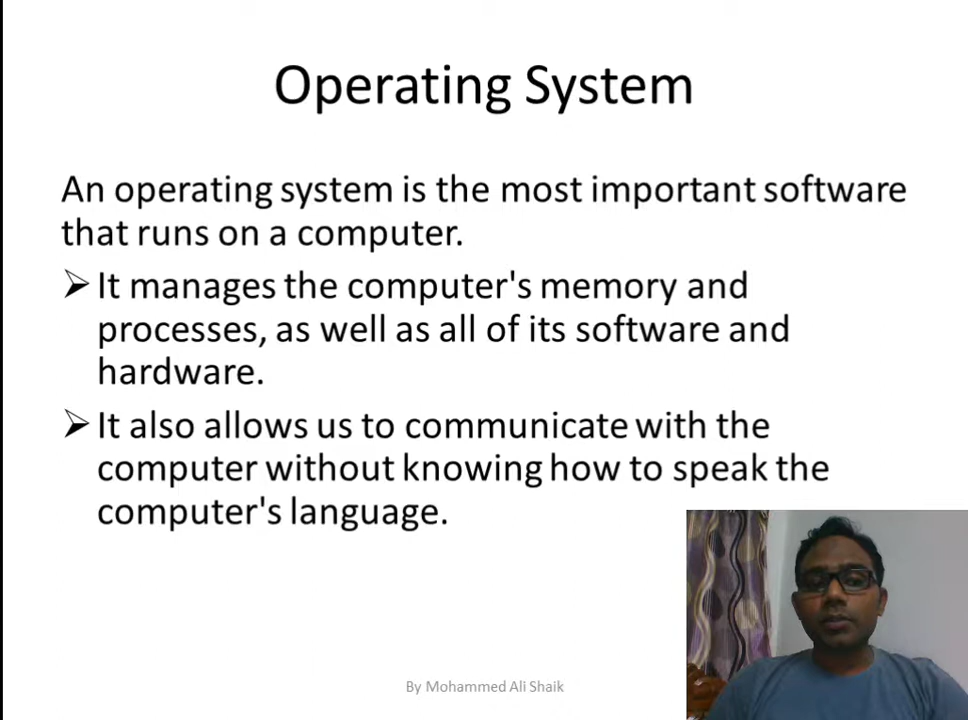 Operating System
An operating system is the most important software
that runs on a computer.
It manages the computer's memory and
processes, as well as all of its software and
hardware.
It also allows us to communicate with the
computer without knowing how to speak the
computer's language.
By Mohammed Ali Shaik